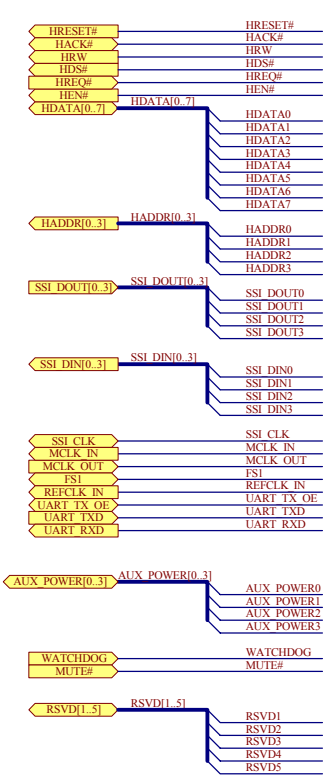 HRESET# HRESET#
HACK# HACK#
HRW HRW
HDS# HDS#
HREQ# HREQ#
HEN# HEN#
HDATA[0..7] HDATA[0..7]
HDATA0
HDATA1
HDATA2
HDATA3
HDATA4
HDATA5
HDATA6
HDATA7
HADDR[0..3] HADDR[0..3]
HADDR0
HADDR1
HADDR2
HADDR3
SSI_DOUT[0..3] SSI_DOUT[0..3]
SSI_DOUT0
SSI_DOUT1
SSI_DOUT2
SSI_DOUT3
SSI_DIN[0..3] SSI_DIN[0..3]
SSI_DIN0
SSI_DIN1
SSI_DIN2
SSI_DIN3
SSI_CLK SSI_CLK
MCLK_IN MCLK_IN
MCLK_OUT MCLK_OUT
FS1 FS1
REFCLK_IN REFCLK_IN
UART_TX_OE UART_TX_OE
UART_TXD UART_TXD
UART_RXD UART_RXD
AUX_POWER[0..3] AUX_POWER[0..3]
AUX_POWER0
AUX_POWER1
AUX_POWER2
AUX_POWER3
WATCHDOG WATCHDOG
MUTE# MUTE#
RSVD[1..5] RSVD[1..5]
RSVD1
RSVD2
RSVD3
RSVD4
RSVD5